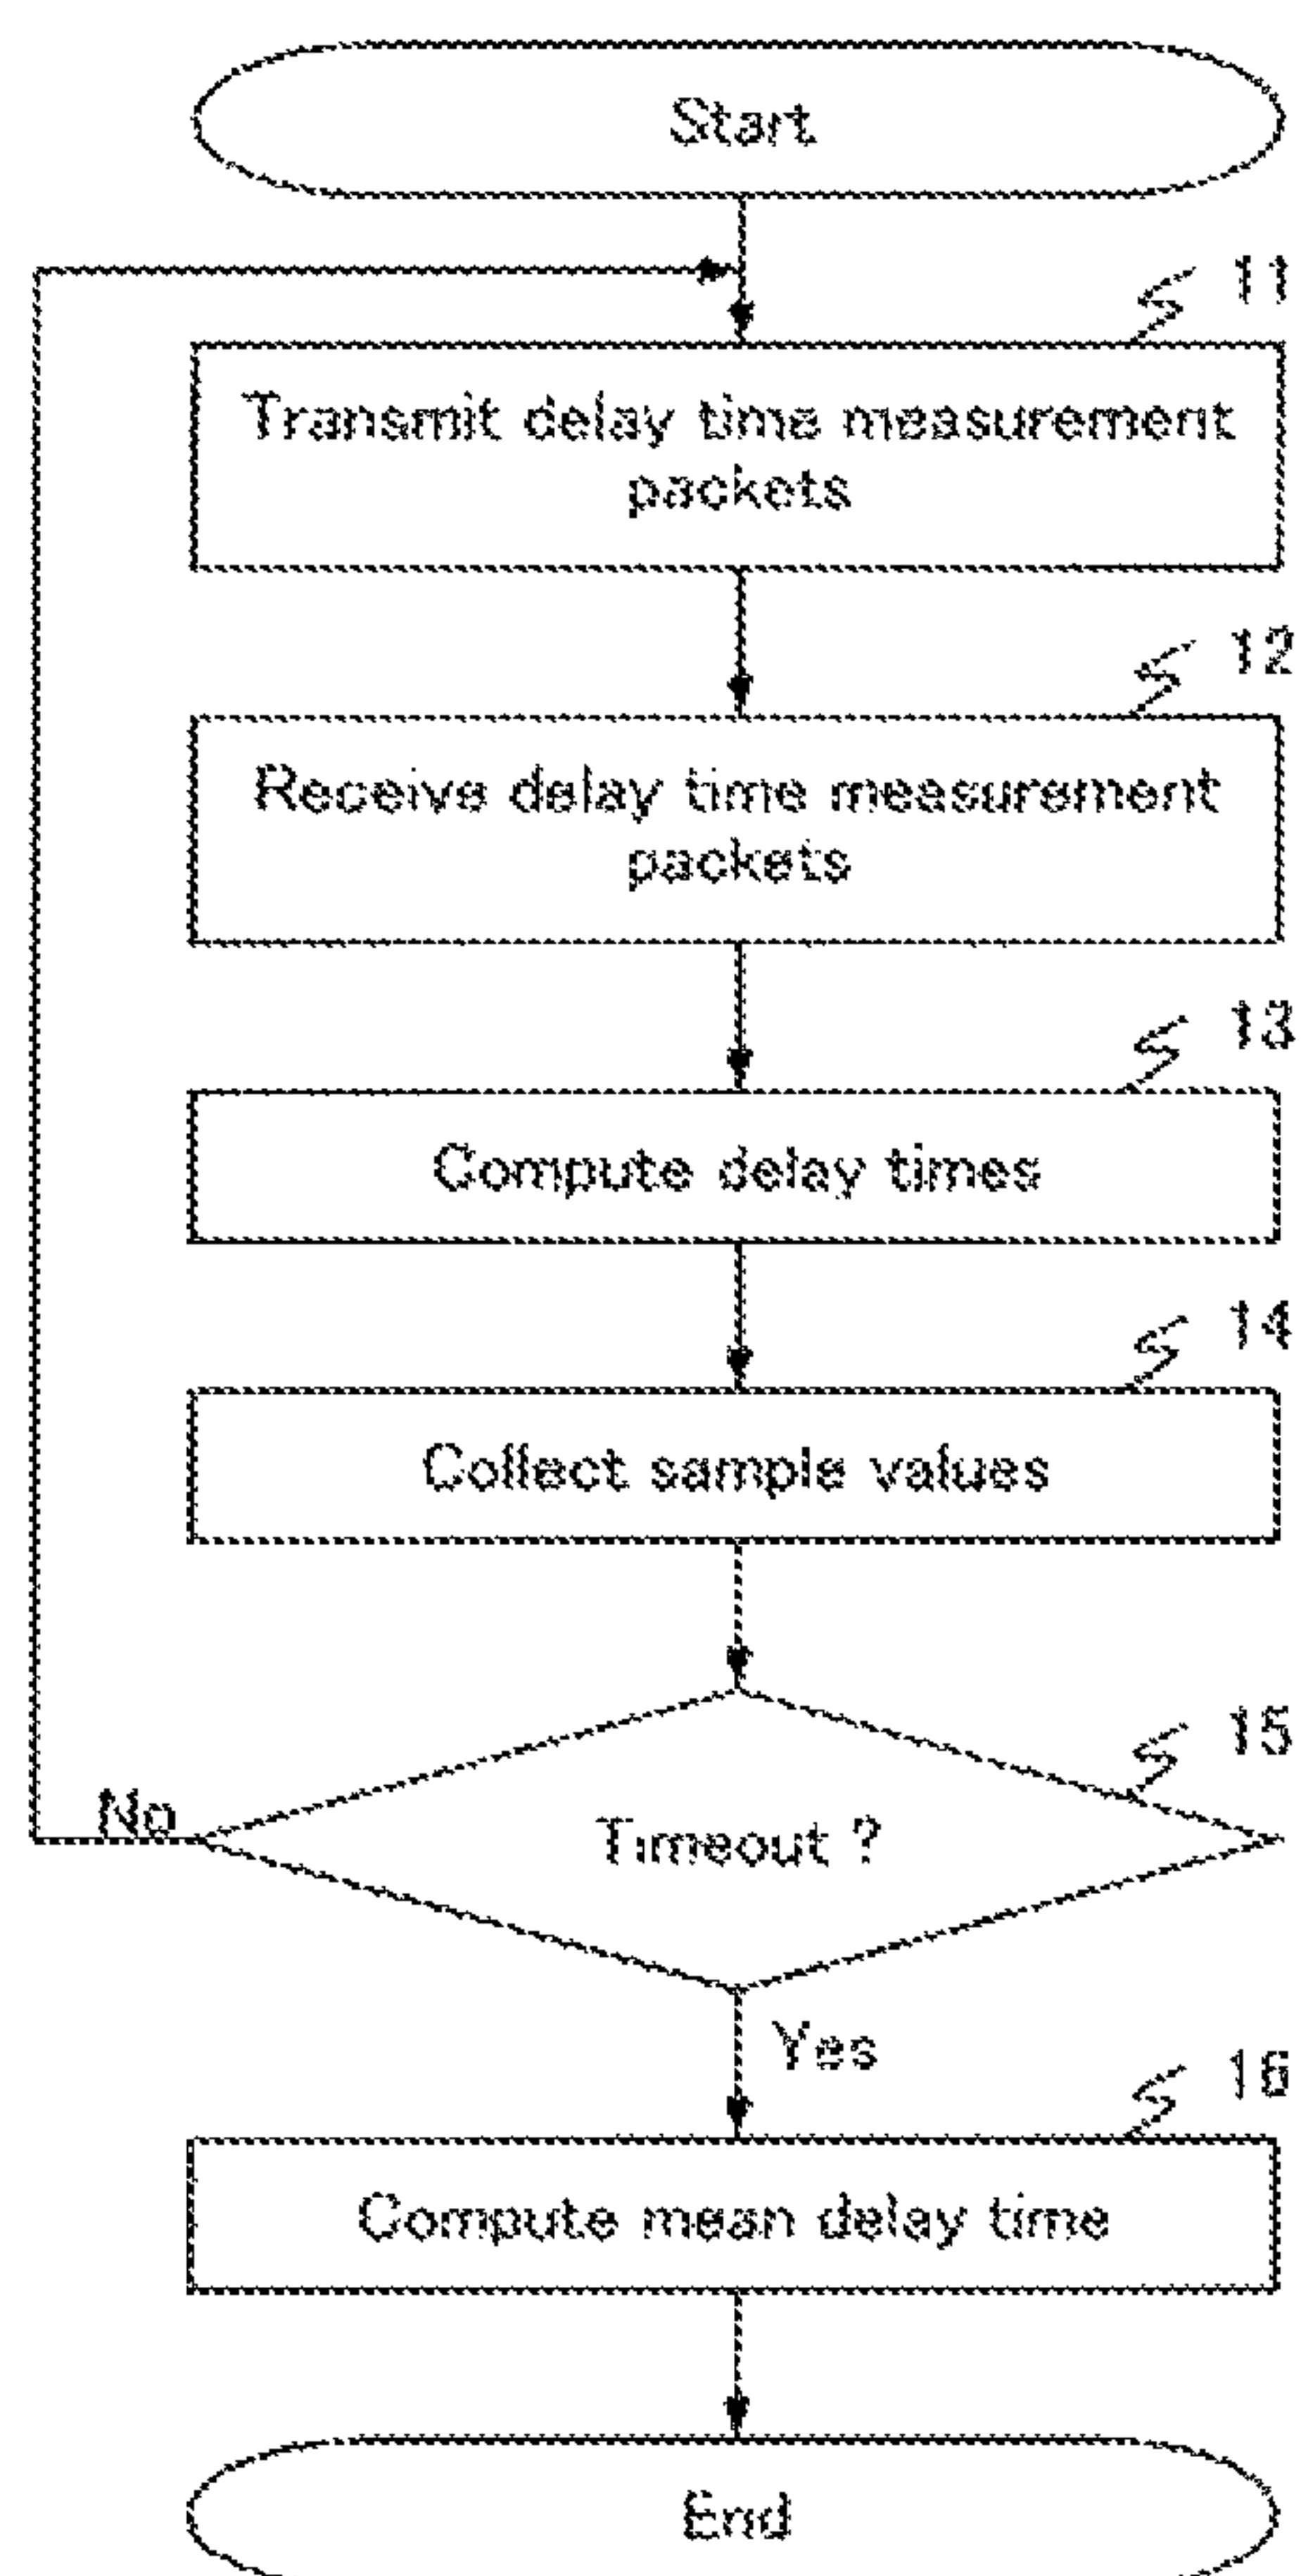 Start
11
Transmit delay time measurement
packets
12
Receive delay time measurement
packets
13
Compute delay times
14
Collect sample values
15
Timeout ?
No
Yes
16
Compute mean delay time
End